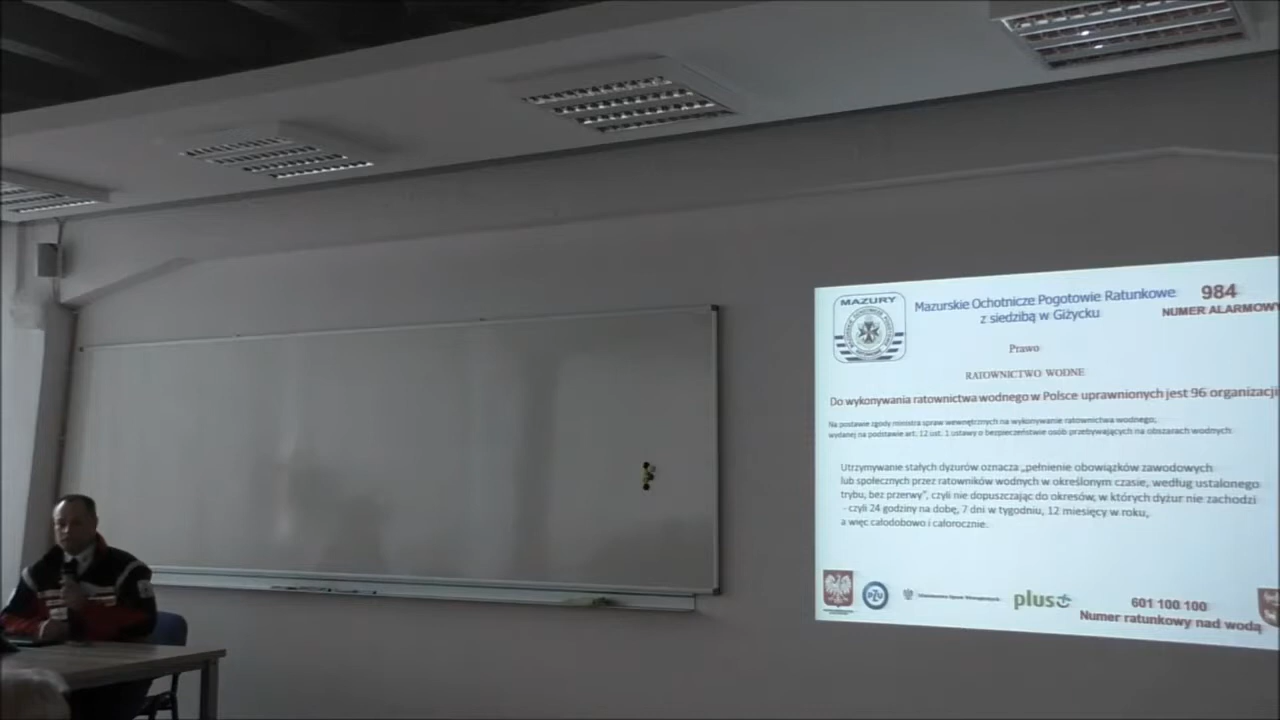 MAZURY
Mazurskie Ochotnicze Pogotowie Ratunkowe
z siedzibą w Giżycku
984
NUMER ALARMOWY
Prawo
RATOWNICTWO WODNE
Do wykonywania ratownictwa wodnego w Polsce uprawnionych jest 96 organizacji
Na postawie zgody ministra spraw wewnętrznych na wykonywanie ratownictwa wodnego,
wydanej na podstawie art. 12 ust. 1 ustawy o bezpieczeństwie osób przebywających na obszarach wodnych
Utrzymywanie stałych dyżurów oznacza „pełnienie obowiązków zawodowych
lub społecznych przez ratowników wodnych w określonym czasie, według ustalonego
trybu, bez przerwy”, czyli nie dopuszczając do okresów, w których dyżur nie zachodzi
- czyli 24 godziny na dobę, 7 dni w tygodniu, 12 miesięcy w roku,
a więc całodobowo i całorocznie.
PZU
plus
601 100 100
Numer ratunkowy nad wodą